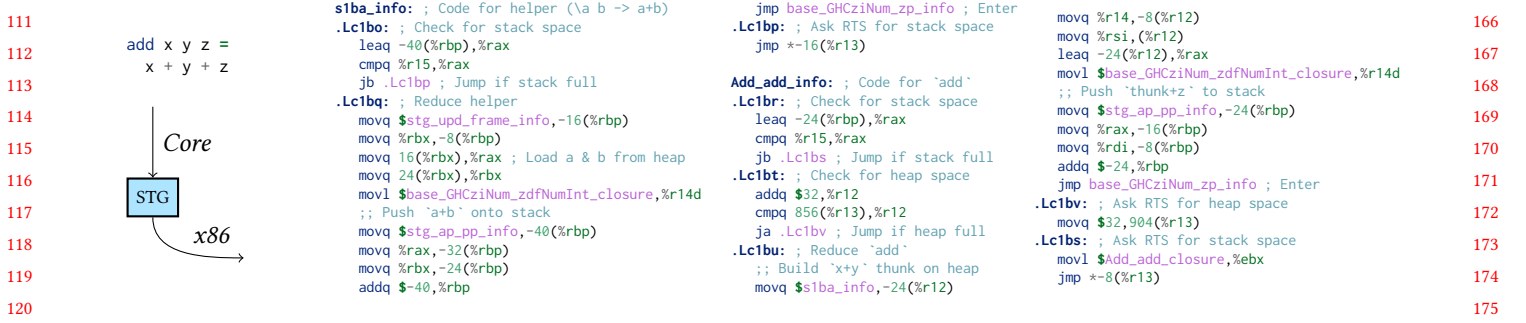 111
112
113
114
115
116
117
118
119
120
add x y z =
x + y + z
Core
STG
x86
s1ba_info: ; Code for helper (\a b -> a+b)
.Lc1bo: ; Check for stack space
leaq -40(%rbp),%rax
cmpq %r15,%rax
jb .Lc1bp ; Jump if stack full
.Lc1bq: ; Reduce helper
movq $stg_upd_frame_info,-16(%rbp)
movq %rbx,-8(%rbp)
movq 16(%rbx),%rax ; Load a & b from heap
movq 24(%rbx),%rbx
movl $base_GHCziNum_zdfNumInt_closure,%r14d
;; Push `a+b` onto stack
movq $stg_ap_pp_info,-40(%rbp)
movq %rax,-32(%rbp)
movq %rbx,-24(%rbp)
addq $-40,%rbp
jmp base_GHCziNum_zp_info ; Enter
.Lc1bp: ; Ask RTS for stack space
jmp *-16(%r13)
Add_add_info: ; Code for `add`
.Lc1br: ; Check for stack space
leaq -24(%rbp),%rax
cmpq %r15,%rax
jb .Lc1bs ; Jump if stack full
.Lc1bt: ; Check for heap space
addq $32,%r12
cmpq 856(%r13),%r12
ja .Lc1bv ; Jump if heap full
.Lc1bu: ; Reduce `add`
;; Build `x+y` thunk on heap
movq $s1ba_info,-24(%r12)
movq %r14,-8(%r12)
movq %rsi,(%r12)
leaq -24(%r12),%rax
movl $base_GHCziNum_zdfNumInt_closure,%r14d
;; Push `thunk+z` to stack
movq $stg_ap_pp_info,-24(%rbp)
movq %rax,-16(%rbp)
movq %rdi,-8(%rbp)
addq $-24,%rbp
jmp base_GHCziNum_zp_info ; Enter
.Lc1bv: ; Ask RTS for heap space
movq $32,904(%r13)
.Lc1bs: ; Ask RTS for stack space
movl $Add_add_closure,%ebx
jmp *-8(%r13)
166
167
168
169
170
171
172
173
174
175